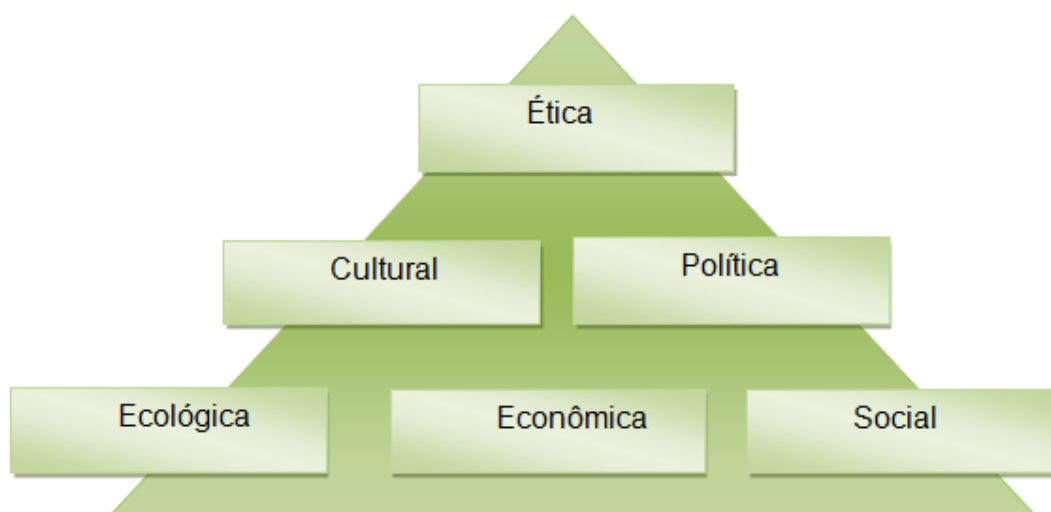 Ética
Cultural
Política
Ecológica
Econômica
Social